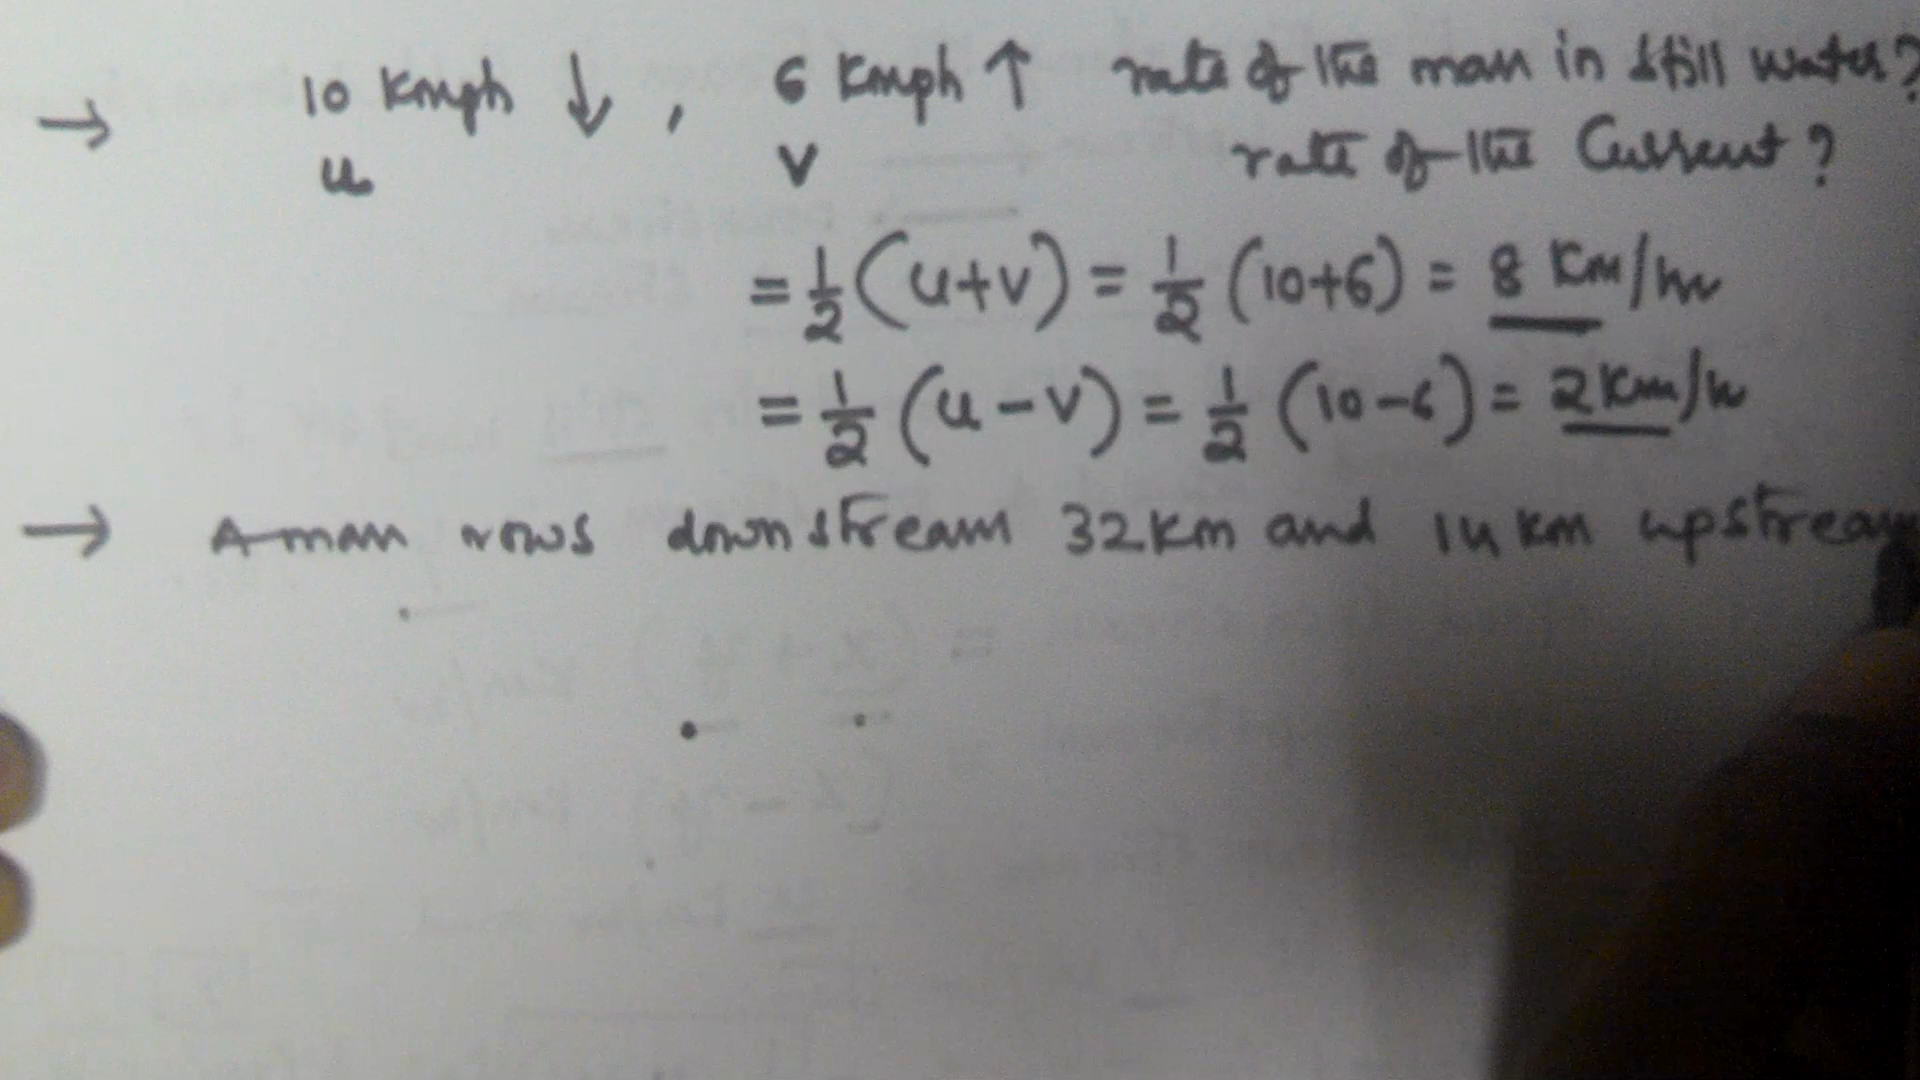 → 10 Kmph ↓, 6 Kmph ↑ rate of the man in still water?
u v rate of the Current?
= 1/2 (u+v) = 1/2 (10+6) = 8 Km/hr
= 1/2 (u-v) = 1/2 (10-6) = 2 Km/hr
→ A man rows downstream 32 km and 14 km upstream